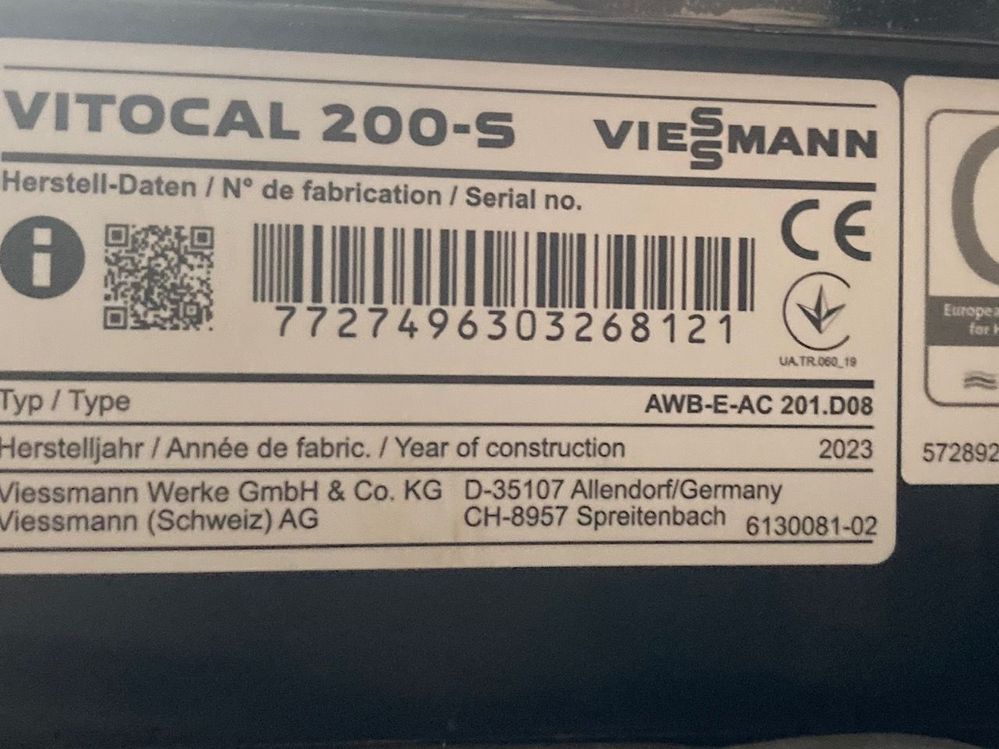 VITOCAL 200-S
VIESSMANN
Herstell-Daten / N° de fabrication / Serial no.
CE
7727496303268121
UA.TR.060_19
Typ / Type
AWB-E-AC 201.D08
Herstelljahr / Année de fabric. / Year of construction
2023
Viessmann Werke GmbH & Co. KG D-35107 Allendorf/Germany
Viessmann (Schweiz) AG CH-8957 Spreitenbach 6130081-02
for
572892